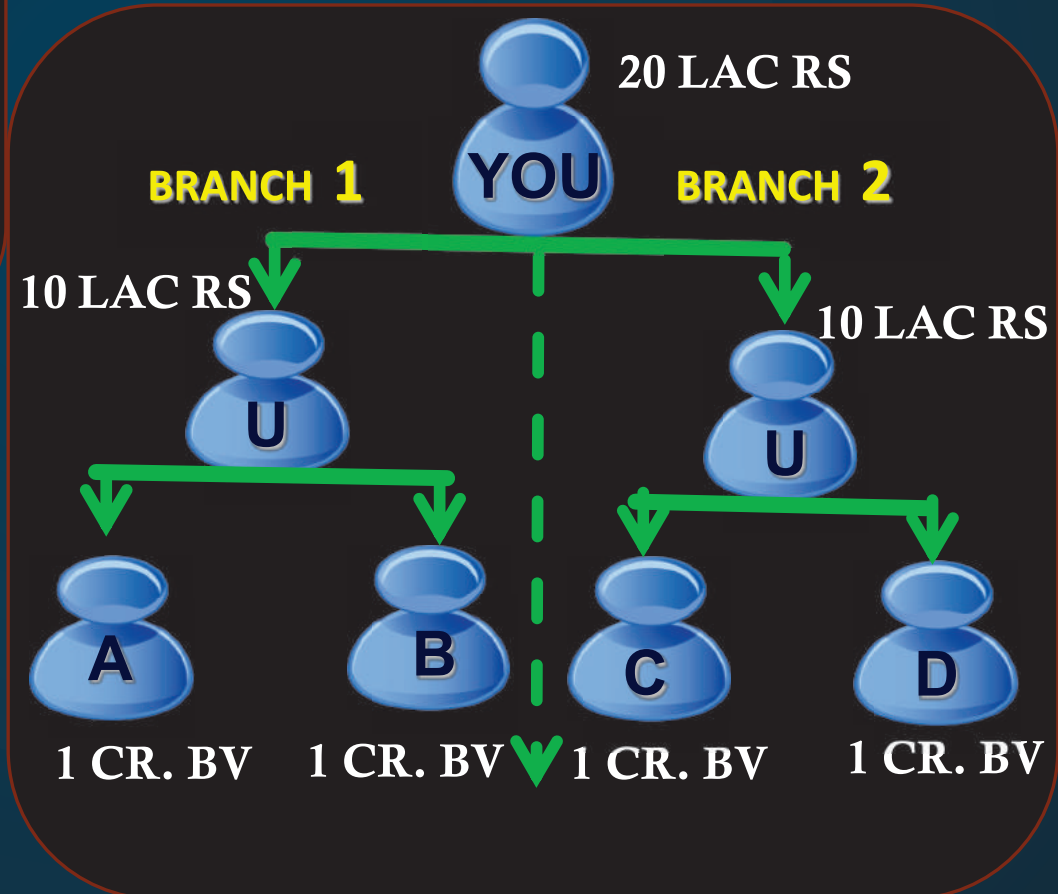 20 LAC RS
YOU
BRANCH 1
BRANCH 2
10 LAC RS
10 LAC RS
U
U
A
B
C
D
1 CR. BV
1 CR. BV
1 CR. BV
1 CR. BV